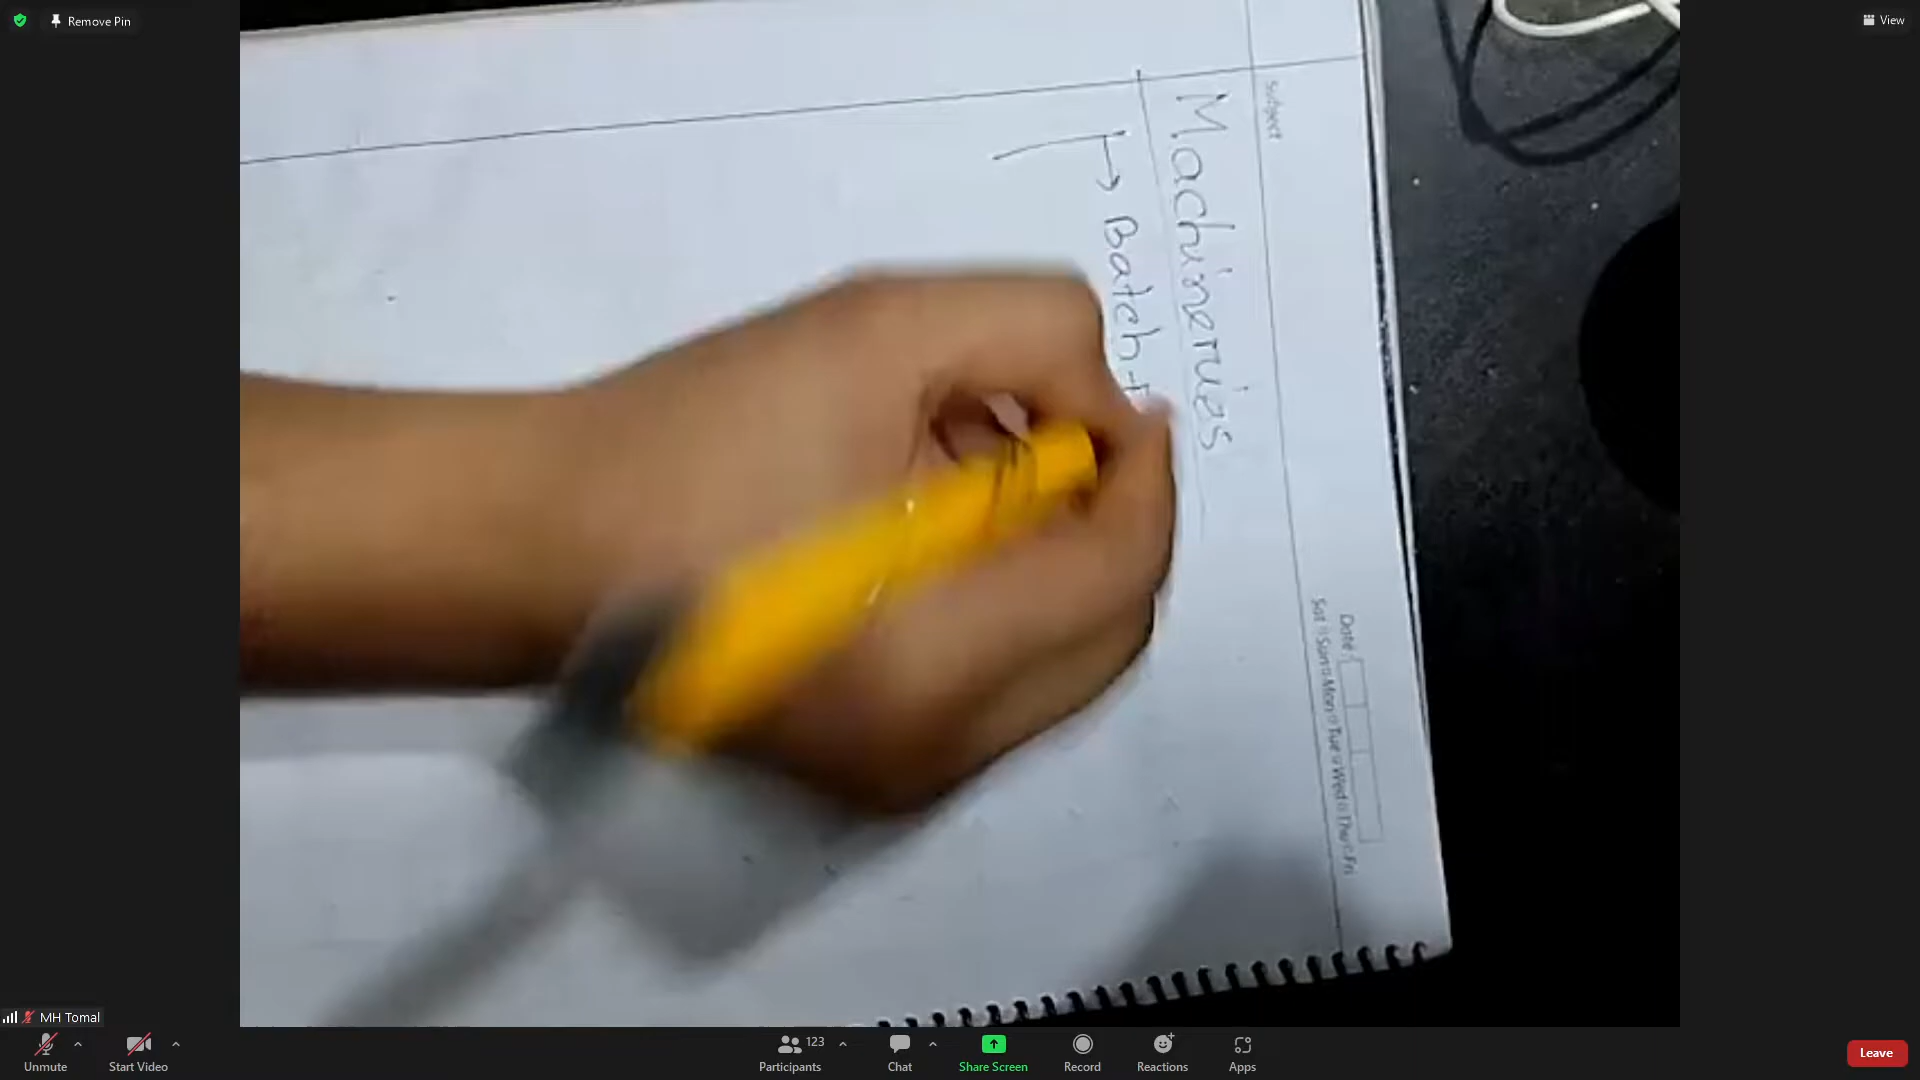 Remove Pin
View
Subject
Date :
Sat Sun Mon Tue Wed Thu Fri
Machineries
→ Batch
MH Tomal
Unmute
Start Video
123
Participants
Chat
Share Screen
Record
Reactions
Apps
Leave